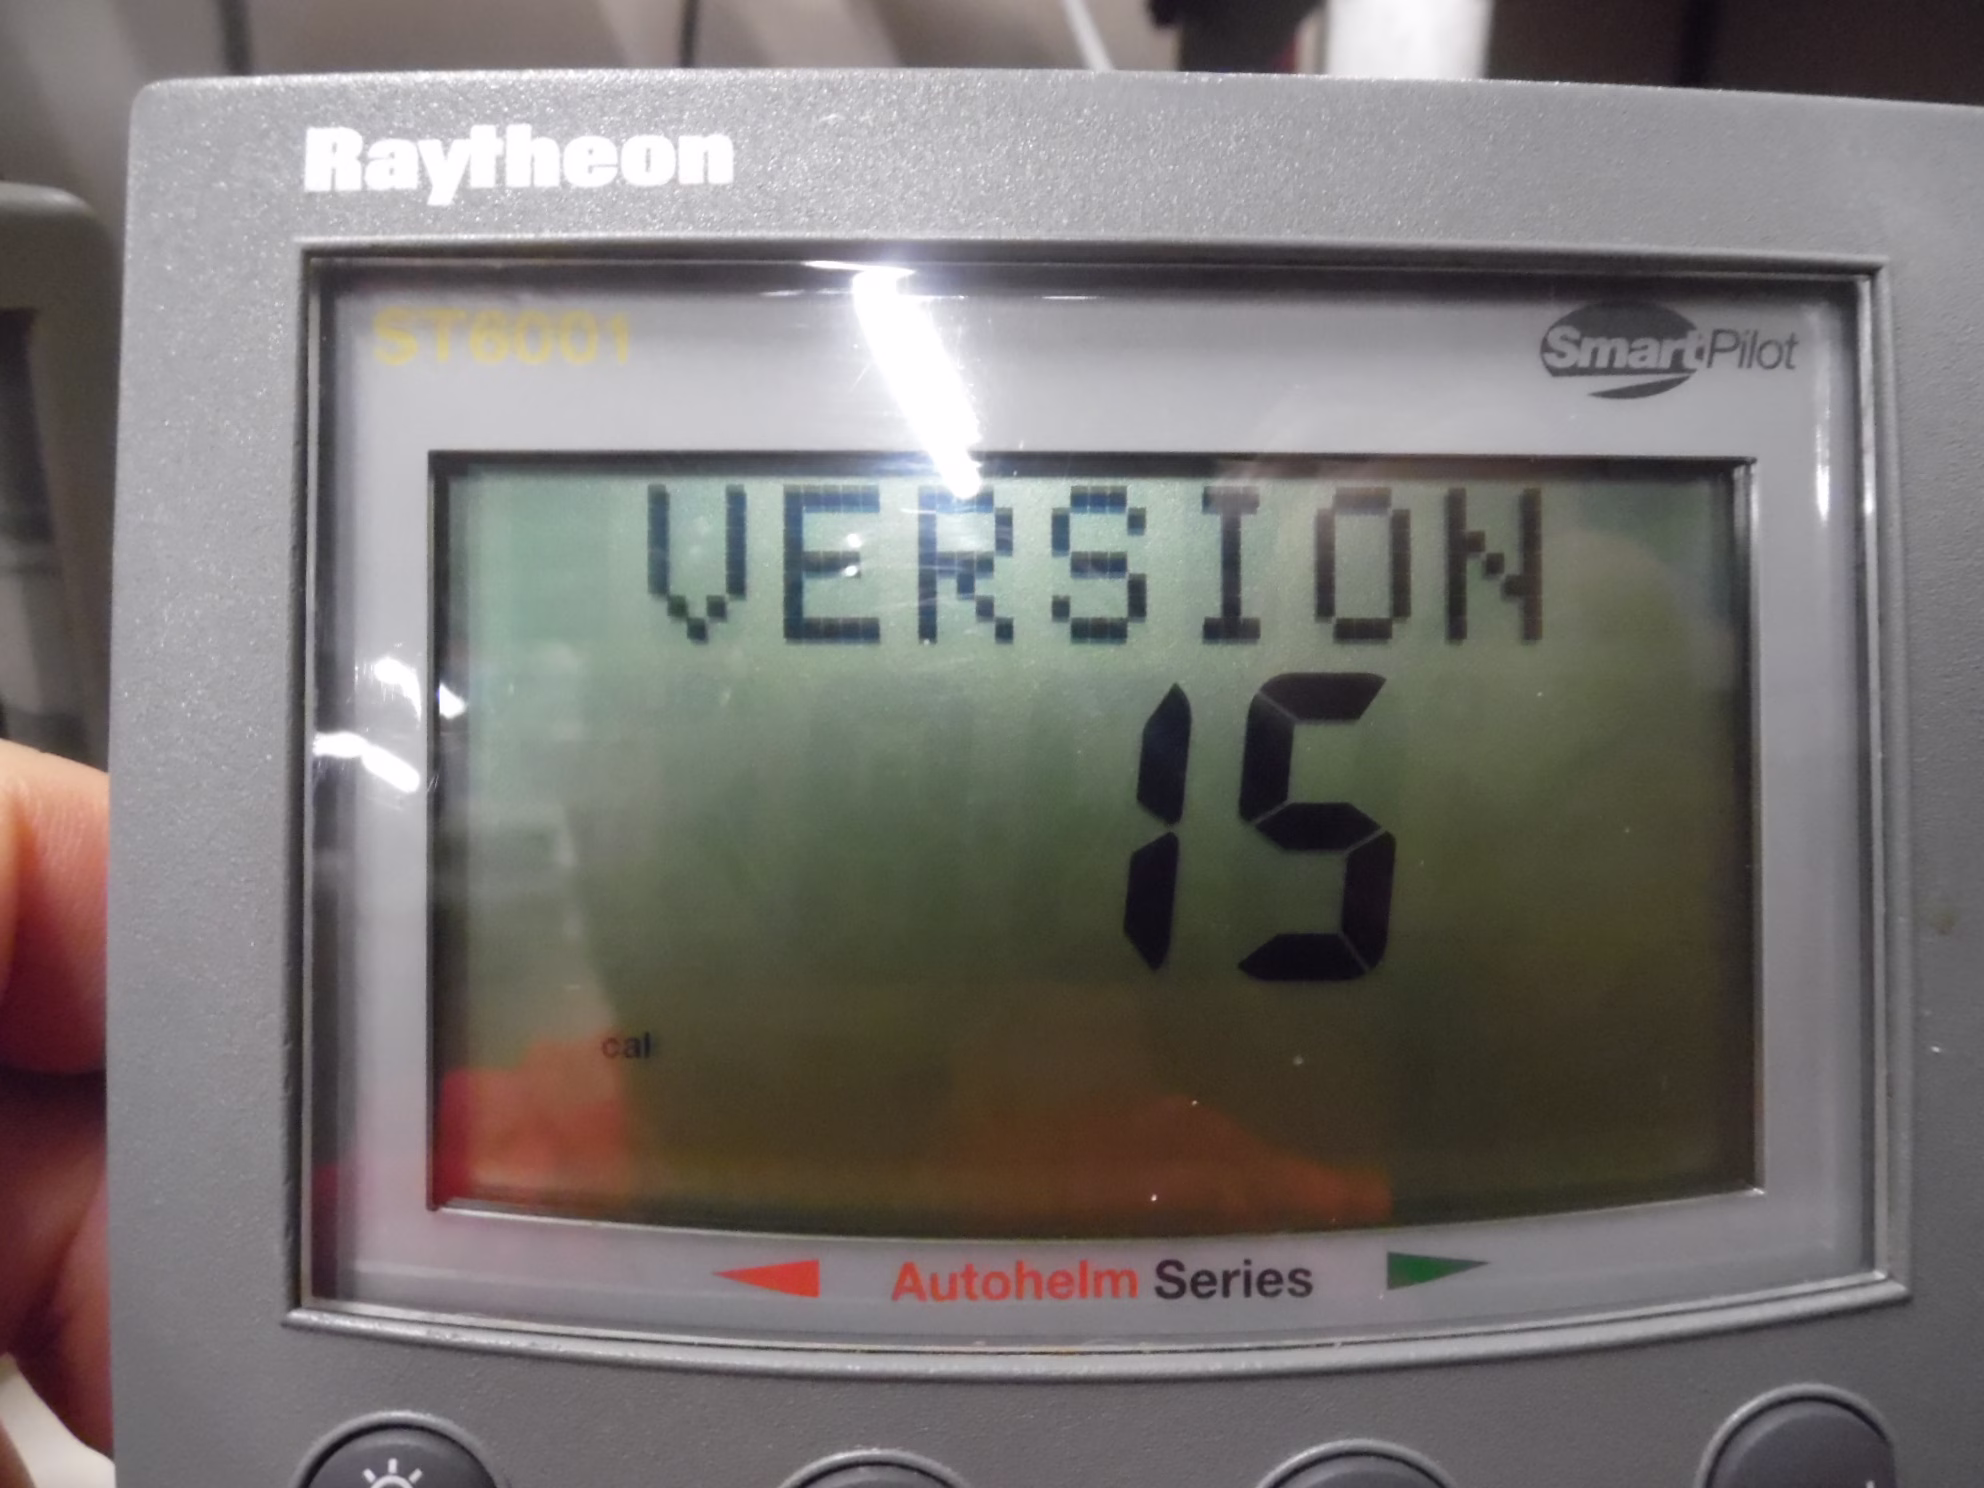 Raytheon
ST6001
SmartPilot
VERSION
15
cal
Autohelm Series